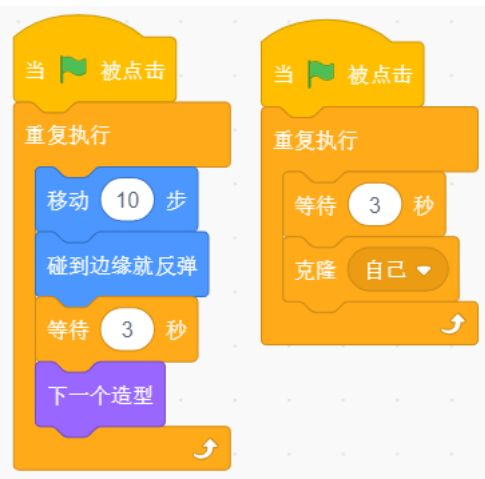 当 被点击
重复执行
移动 10 步
碰到边缘就反弹
等待 3 秒
下一个造型
当 被点击
重复执行
等待 3 秒
克隆 自己